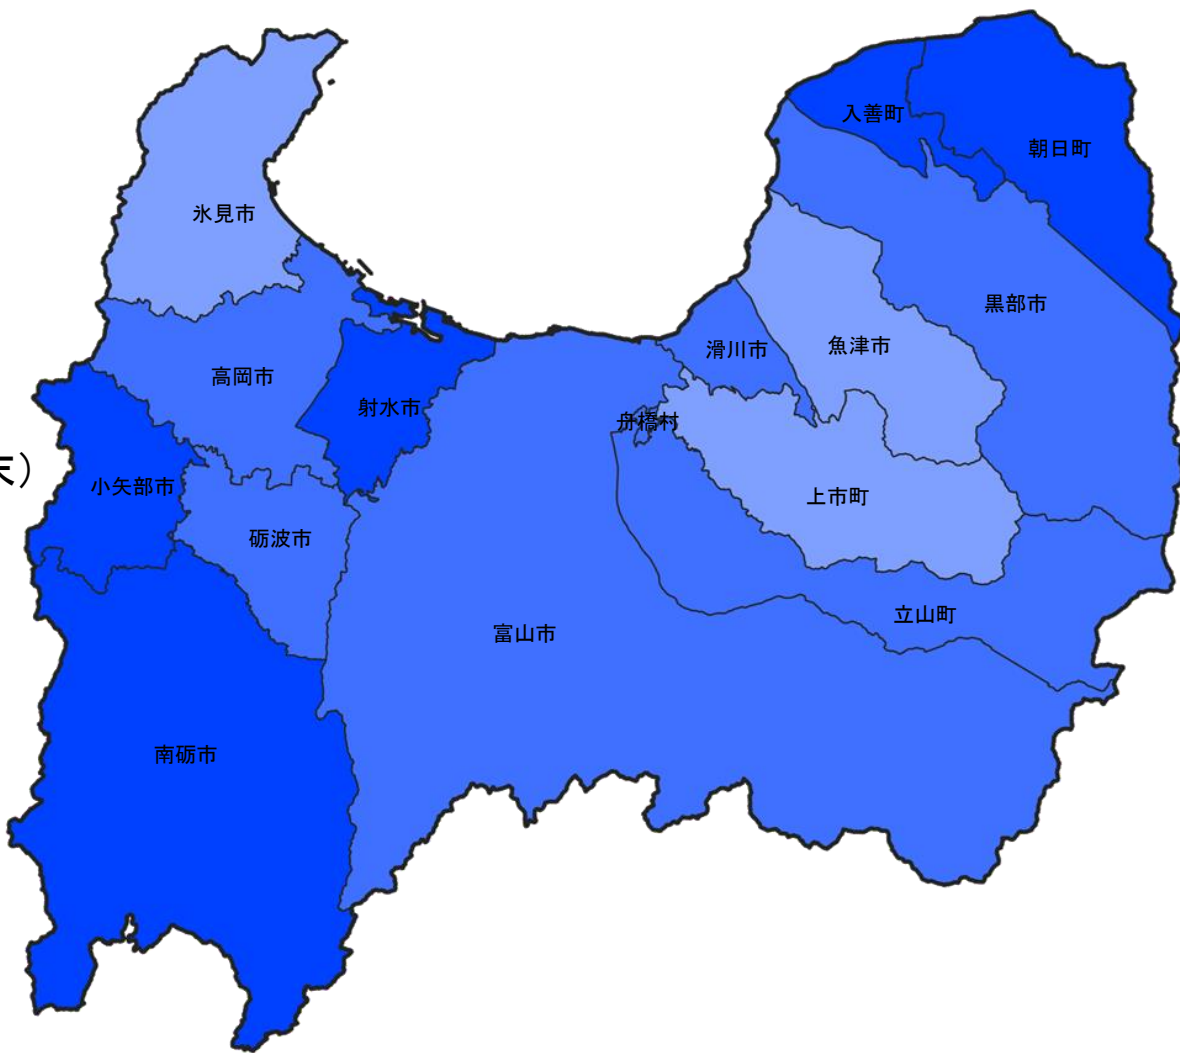 入善町
朝日町
氷見市
黒部市
魚津市
滑川市
高岡市
射水市
舟橋村
末）
小矢部市
上市町
砺波市
立山町
富山市
南砺市